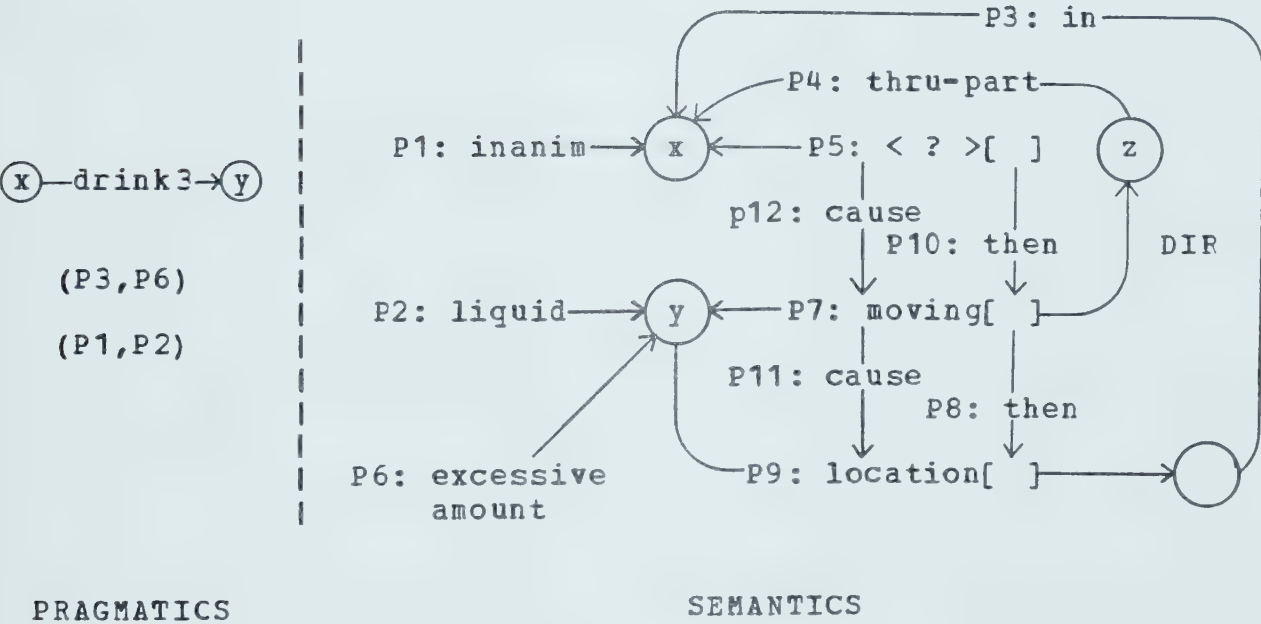 P3: in
P4: thru-part
P1: inanim x P5: < ? >[ ] z
x drink3 y
p12: cause
P10: then DIR
(P3,P6)
P2: liquid y P7: moving[ ]
(P1,P2)
P11: cause
P8: then
P6: excessive P9: location[ ]
amount
PRAGMATICS SEMANTICS